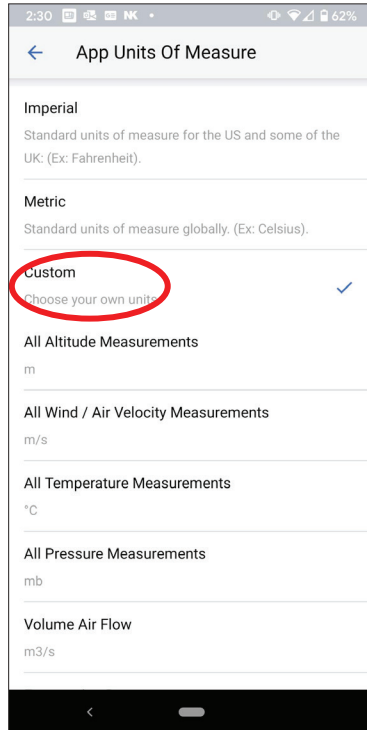 2:30 NK • 62%
App Units Of Measure
Imperial
Standard units of measure for the US and some of the
UK: (Ex: Fahrenheit).
Metric
Standard units of measure globally. (Ex: Celsius).
Custom
Choose your own units
All Altitude Measurements
m
All Wind / Air Velocity Measurements
m/s
All Temperature Measurements
°C
All Pressure Measurements
mb
Volume Air Flow
m3/s